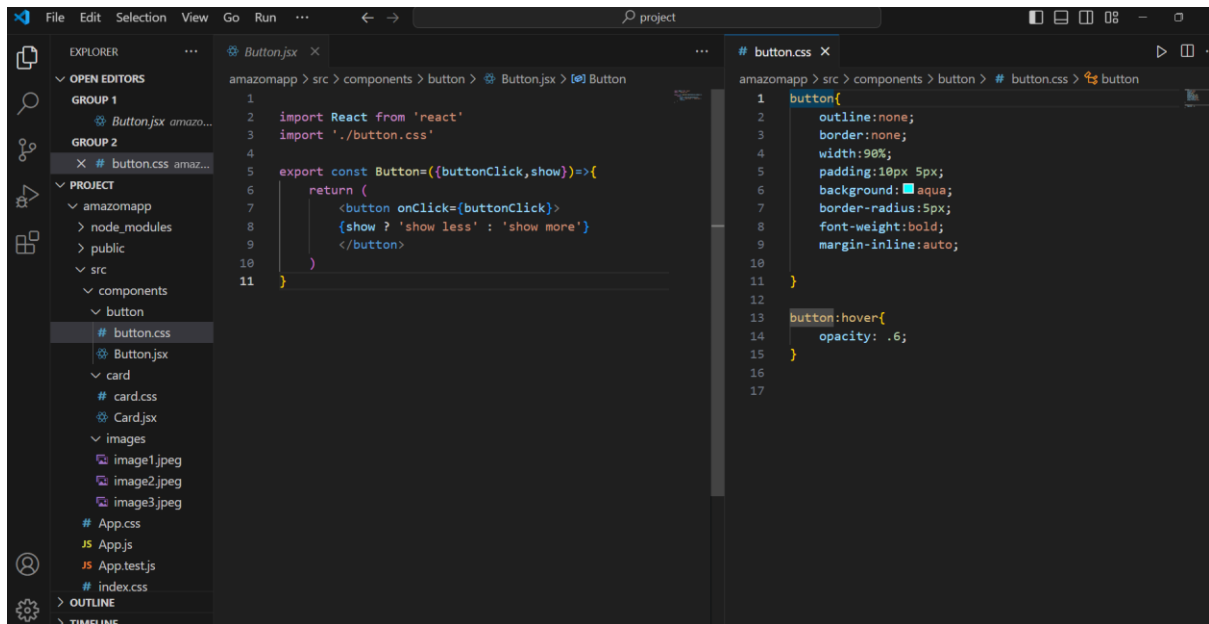 File Edit Selection View Go Run ··· project
EXPLORER ···
OPEN EDITORS
GROUP 1
Button.jsx amazo...
GROUP 2
# button.css amaz...
PROJECT
amazomapp
node_modules
public
src
components
button
# button.css
Button.jsx
card
# card.css
Card.jsx
images
image1.jpeg
image2.jpeg
image3.jpeg
# App.css
JS App.js
JS App.test.js
# index.css
OUTLINE
TIMELINE
Button.jsx
amazomapp > src > components > button > Button.jsx > Button
1
2 import React from 'react'
3 import './button.css'
4
5 export const Button=({buttonClick,show})=>{
6 return (
7 <button onClick={buttonClick}>
8 {show ? 'show less' : 'show more'}
9 </button>
10 )
11 }
# button.css
amazomapp > src > components > button > # button.css > button
1 button{
2 outline:none;
3 border:none;
4 width:90%;
5 padding:10px 5px;
6 background:aqua;
7 border-radius:5px;
8 font-weight:bold;
9 margin-inline:auto;
10
11 }
12
13 button:hover{
14 opacity: .6;
15 }
16
17